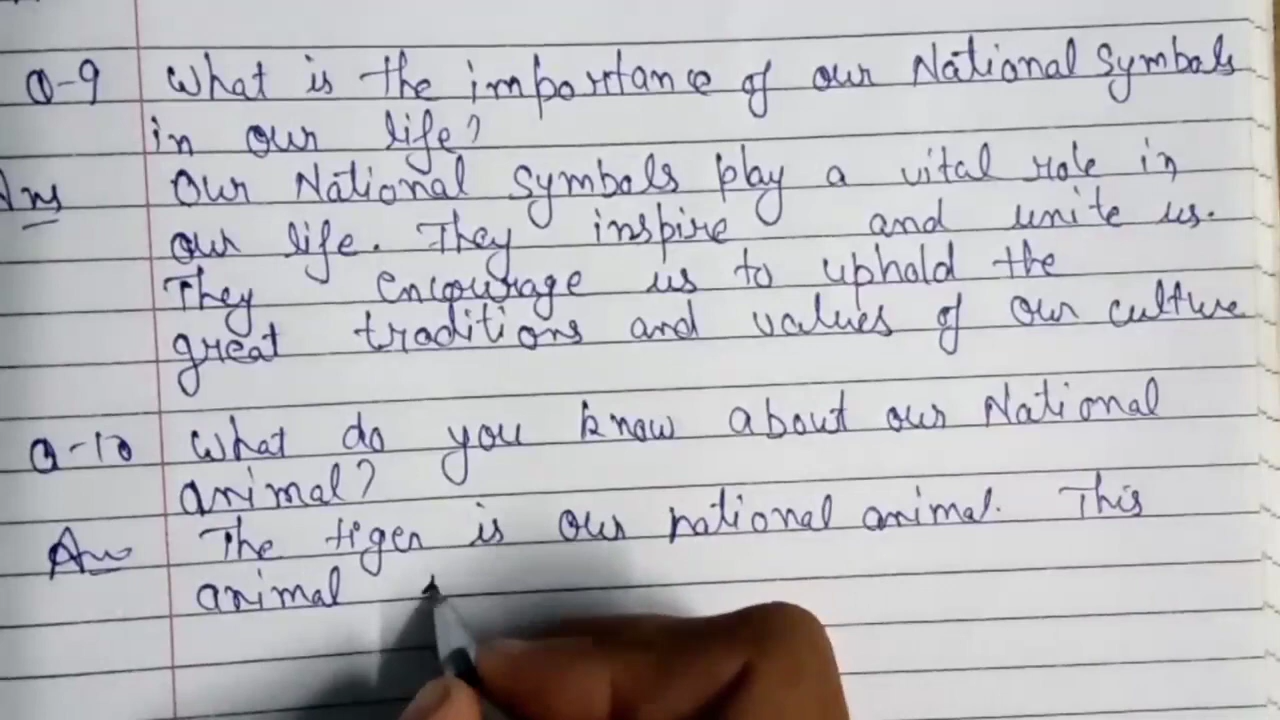 Q-9 What is the importance of our National Symbols
in our life?
Ans Our National Symbols play a vital role in
our life. They inspire and unite us.
They encourage us to uphold the
great traditions and values of our culture
Q-10 What do you know about our National
animal?
Ans The tiger is our national animal. This
animal